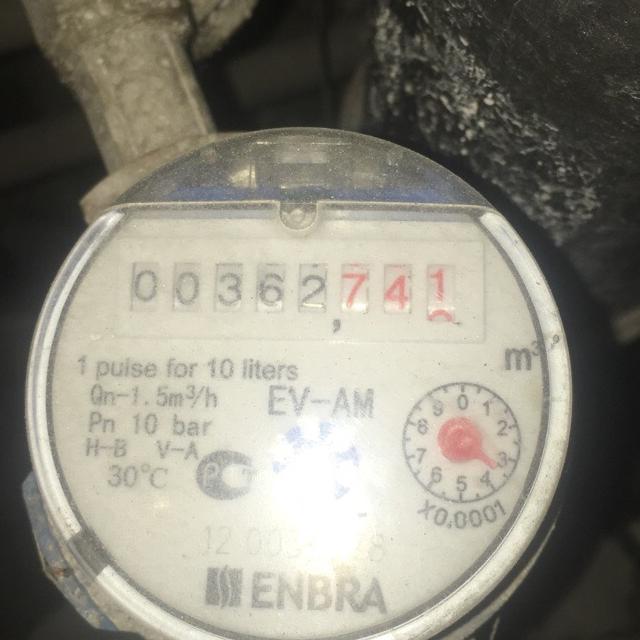 00362,741
m³
1 pulse for 10 liters
Qn-1.5m³/h
EV-AM
Pn 10 bar
H-B V-A
30°C
0 1 2 3 4 5 6 7 8 9
X0,0001
ENBRA